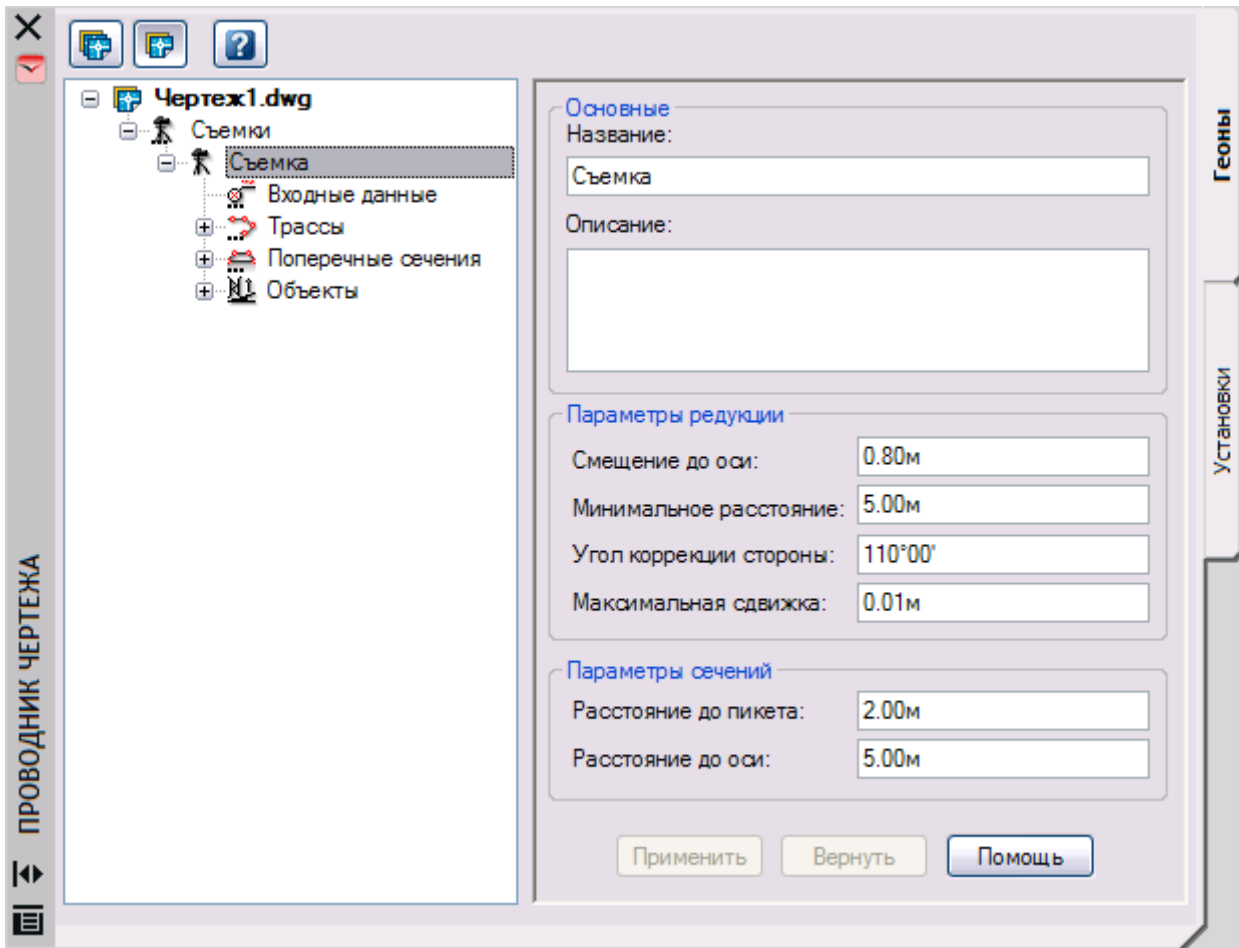 Чертеж1.dwg
Съемки
Съемка
Входные данные
Трассы
Поперечные сечения
Объекты
Основные
Название:
Съемка
Описание:
Параметры редукции
Смещение до оси: 0.80м
Минимальное расстояние: 5.00м
Угол коррекции стороны: 110°00'
Максимальная сдвижка: 0.01м
Параметры сечений
Расстояние до пикета: 2.00м
Расстояние до оси: 5.00м
Применить Вернуть Помощь
Геоны
Установки
ПРОВОДНИК ЧЕРТЕЖА